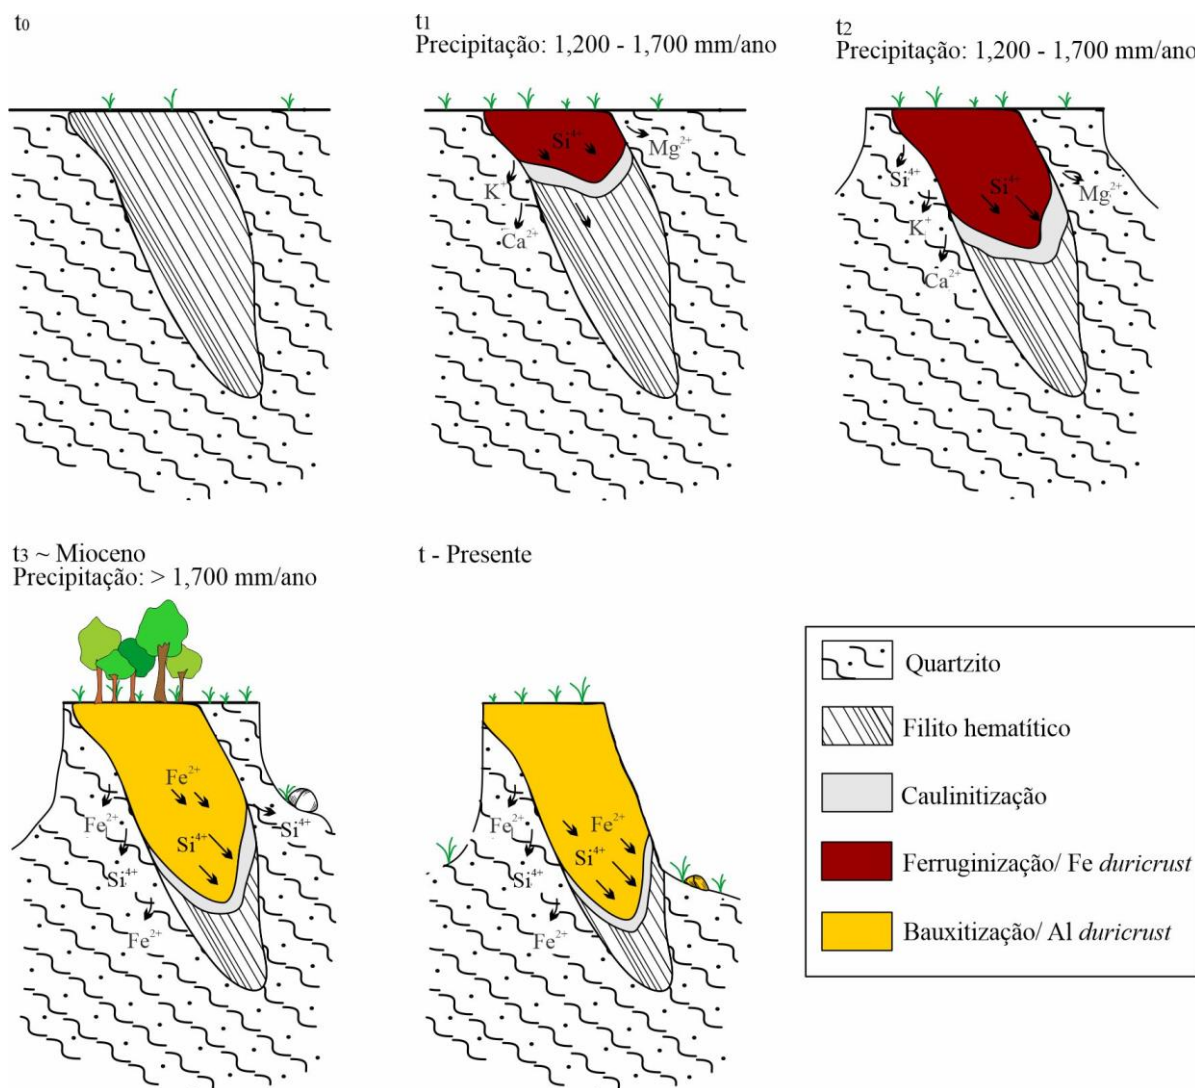 t0
t1
Precipitação: 1,200 - 1,700 mm/ano
t2
Precipitação: 1,200 - 1,700 mm/ano
Si4+
Mg2+
K+
Ca2+
Si4+
Si4+
Mg2+
K+
Ca2+
t3 ~ Mioceno
Precipitação: > 1,700 mm/ano
t - Presente
Fe2+
Fe2+
Si4+
Si4+
Si4+
Fe2+
Fe2+
Fe2+
Si4+
Si4+
Fe2+
Quartzito
Filito hematítico
Caulinitização
Ferruginização/ Fe duricrust
Bauxitização/ Al duricrust